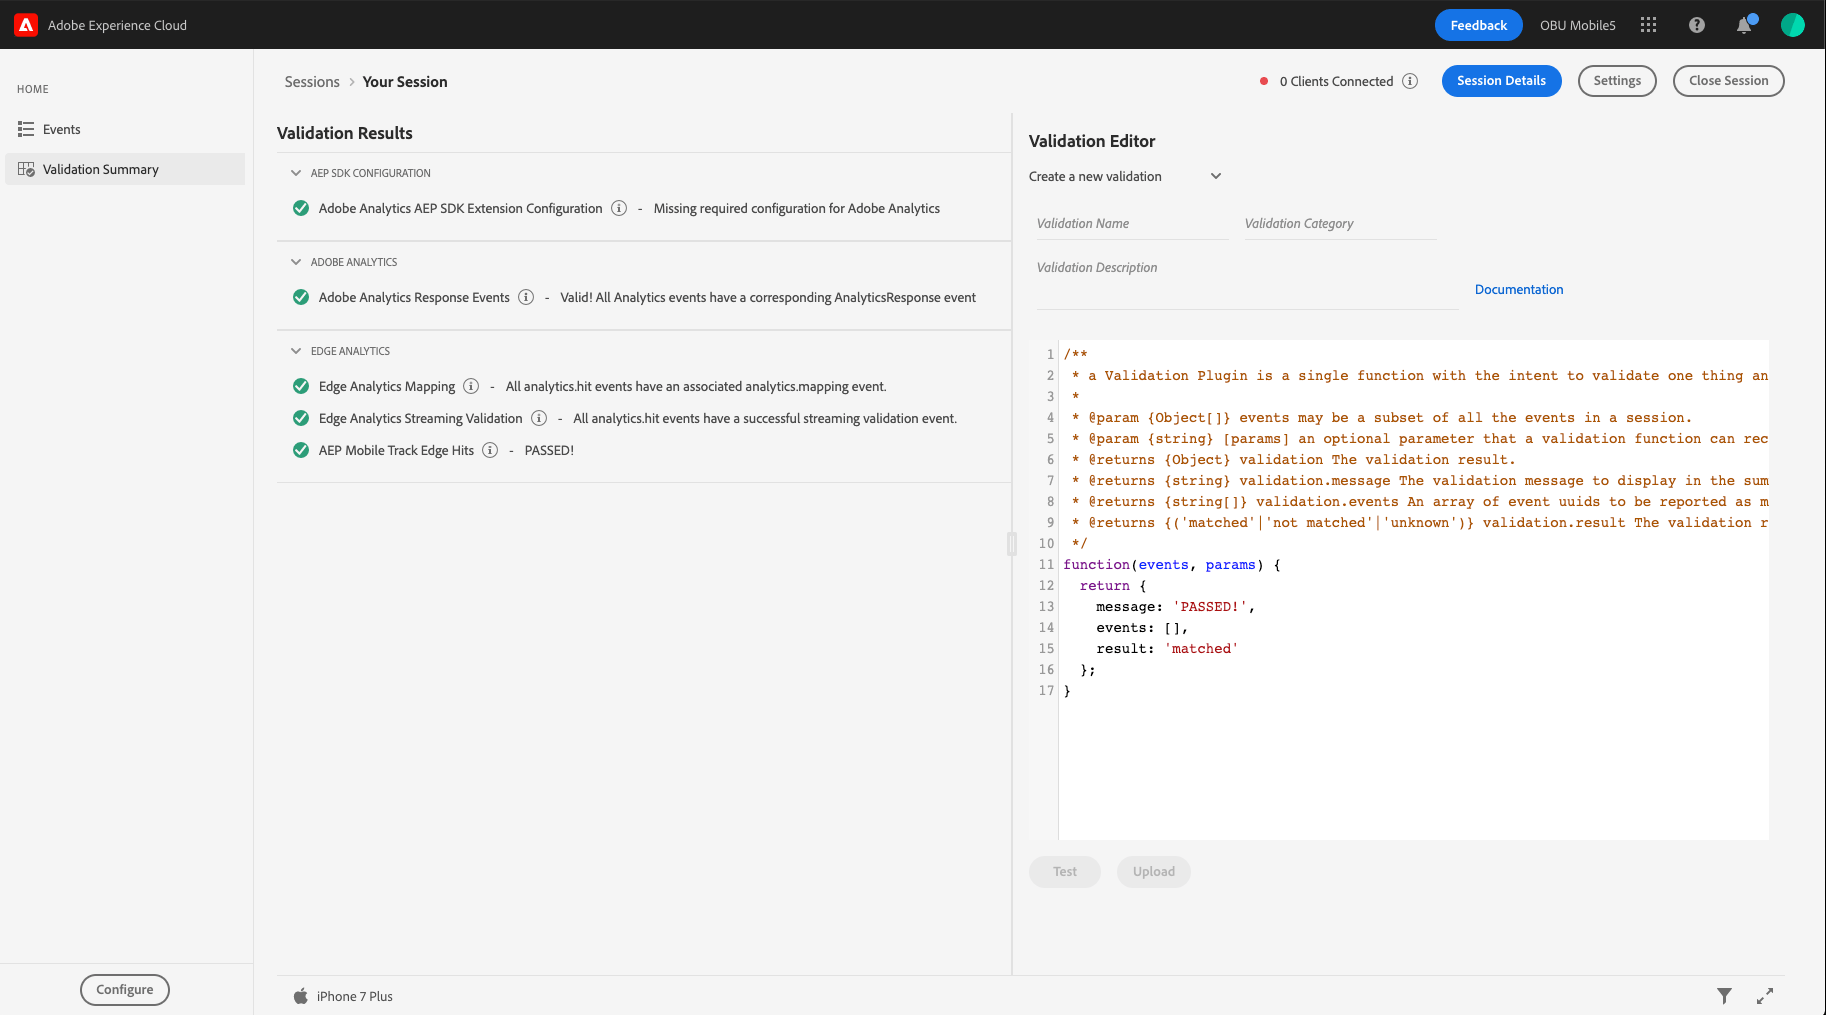 Adobe Experience Cloud
Feedback
OBU Mobile5
HOME
Events
Validation Summary
Configure
Sessions > Your Session
0 Clients Connected
Session Details
Settings
Close Session
Validation Results
AEP SDK CONFIGURATION
Adobe Analytics AEP SDK Extension Configuration - Missing required configuration for Adobe Analytics
ADOBE ANALYTICS
Adobe Analytics Response Events - Valid! All Analytics events have a corresponding AnalyticsResponse event
EDGE ANALYTICS
Edge Analytics Mapping - All analytics.hit events have an associated analytics.mapping event.
Edge Analytics Streaming Validation - All analytics.hit events have a successful streaming validation event.
AEP Mobile Track Edge Hits - PASSED!
Validation Editor
Create a new validation
Validation Name
Validation Category
Validation Description
Documentation
1 /**
2  * a Validation Plugin is a single function with the intent to validate one thing an
3  *
4  * @param {Object[]} events may be a subset of all the events in a session.
5  * @param {string} [params] an optional parameter that a validation function can rec
6  * @returns {Object} validation The validation result.
7  * @returns {string} validation.message The validation message to display in the sum
8  * @returns {string[]} validation.events An array of event uuids to be reported as m
9  * @returns {('matched'|'not matched'|'unknown')} validation.result The validation r
10  */
11 function(events, params) {
12   return {
13     message: 'PASSED!',
14     events: [],
15     result: 'matched'
16   };
17 }
Test
Upload
iPhone 7 Plus